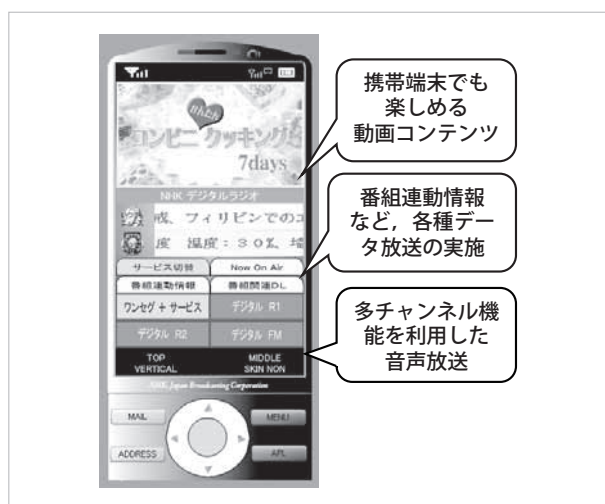 かんたん
コンビニ クッキング
7days
NHK デジタルラジオ
戒、フィリピンでの
度 湿度：30%、
サービス切替
Now On Air
番組連動情報
番組関連DL
ワンセグ + サービス
デジタル R1
デジタル R2
デジタル FM
TOP
VERTICAL
MIDDLE
SKIN NON
NHK Japan Broadcasting Corporation
MAIL
MENU
ADDRESS
APL
携帯端末でも
楽しめる
動画コンテンツ
番組連動情報
など，各種デー
タ放送の実施
多チャンネル機
能を利用した
音声放送